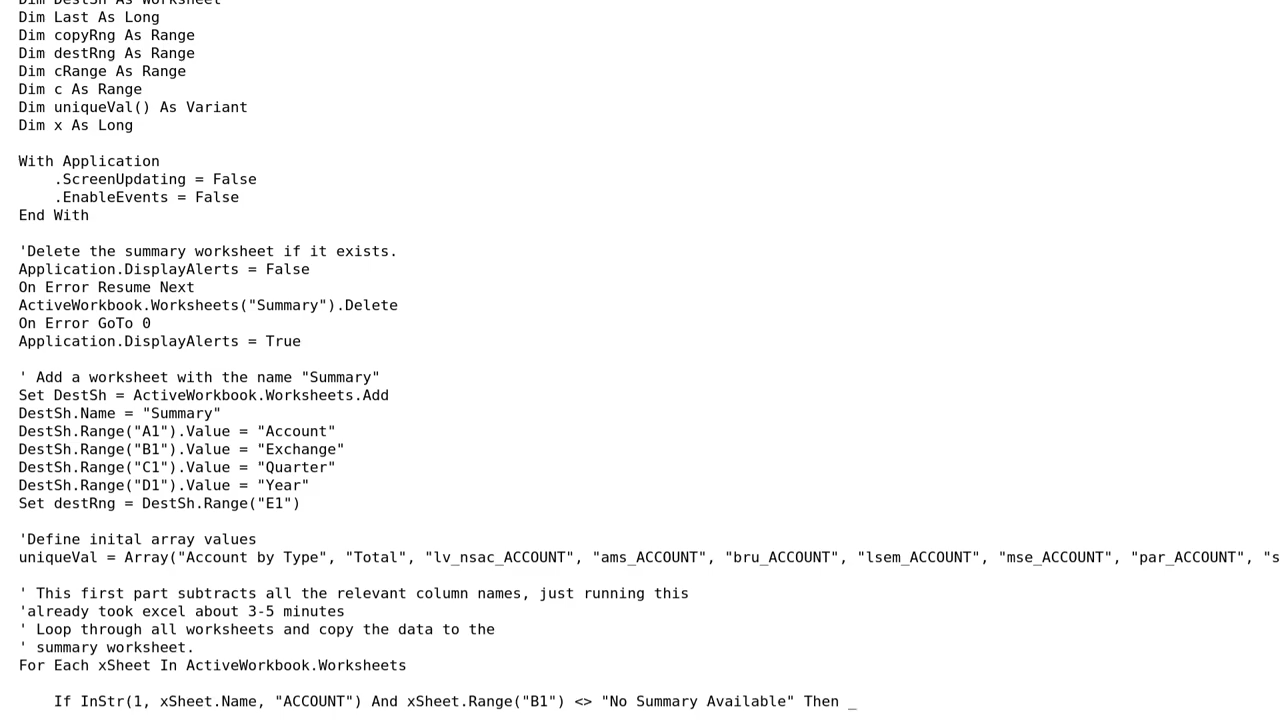 Dim DestSh As Worksheet
Dim Last As Long
Dim copyRng As Range
Dim destRng As Range
Dim cRange As Range
Dim c As Range
Dim uniqueVal() As Variant
Dim x As Long
With Application
.ScreenUpdating = False
.EnableEvents = False
End With
'Delete the summary worksheet if it exists.
Application.DisplayAlerts = False
On Error Resume Next
ActiveWorkbook.Worksheets("Summary").Delete
On Error GoTo 0
Application.DisplayAlerts = True
' Add a worksheet with the name "Summary"
Set DestSh = ActiveWorkbook.Worksheets.Add
DestSh.Name = "Summary"
DestSh.Range("A1").Value = "Account"
DestSh.Range("B1").Value = "Exchange"
DestSh.Range("C1").Value = "Quarter"
DestSh.Range("D1").Value = "Year"
Set destRng = DestSh.Range("E1")
'Define inital array values
uniqueVal = Array("Account by Type", "Total", "lv_nsac_ACCOUNT", "ams_ACCOUNT", "bru_ACCOUNT", "lsem_ACCOUNT", "mse_ACCOUNT", "par_ACCOUNT", "s
' This first part subtracts all the relevant column names, just running this
'already took excel about 3-5 minutes
' Loop through all worksheets and copy the data to the
' summary worksheet.
For Each xSheet In ActiveWorkbook.Worksheets
If InStr(1, xSheet.Name, "ACCOUNT") And xSheet.Range("B1") <> "No Summary Available" Then _